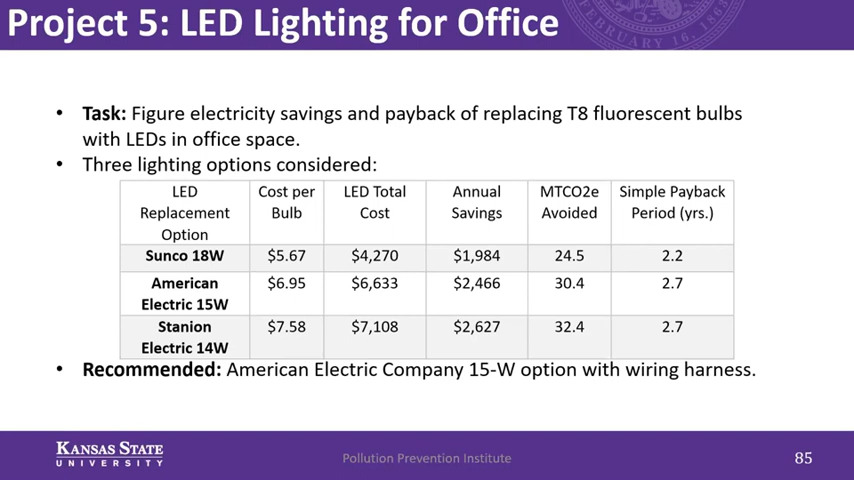 Project 5: LED Lighting for Office
FEBRUARY 16, 1863
• Task: Figure electricity savings and payback of replacing T8 fluorescent bulbs
with LEDs in office space.
• Three lighting options considered:
LED Replacement Option | Cost per Bulb | LED Total Cost | Annual Savings | MTCO2e Avoided | Simple Payback Period (yrs.)
Sunco 18W | $5.67 | $4,270 | $1,984 | 24.5 | 2.2
American Electric 15W | $6.95 | $6,633 | $2,466 | 30.4 | 2.7
Stanion Electric 14W | $7.58 | $7,108 | $2,627 | 32.4 | 2.7
• Recommended: American Electric Company 15-W option with wiring harness.
KANSAS STATE
UNIVERSITY
Pollution Prevention Institute
85